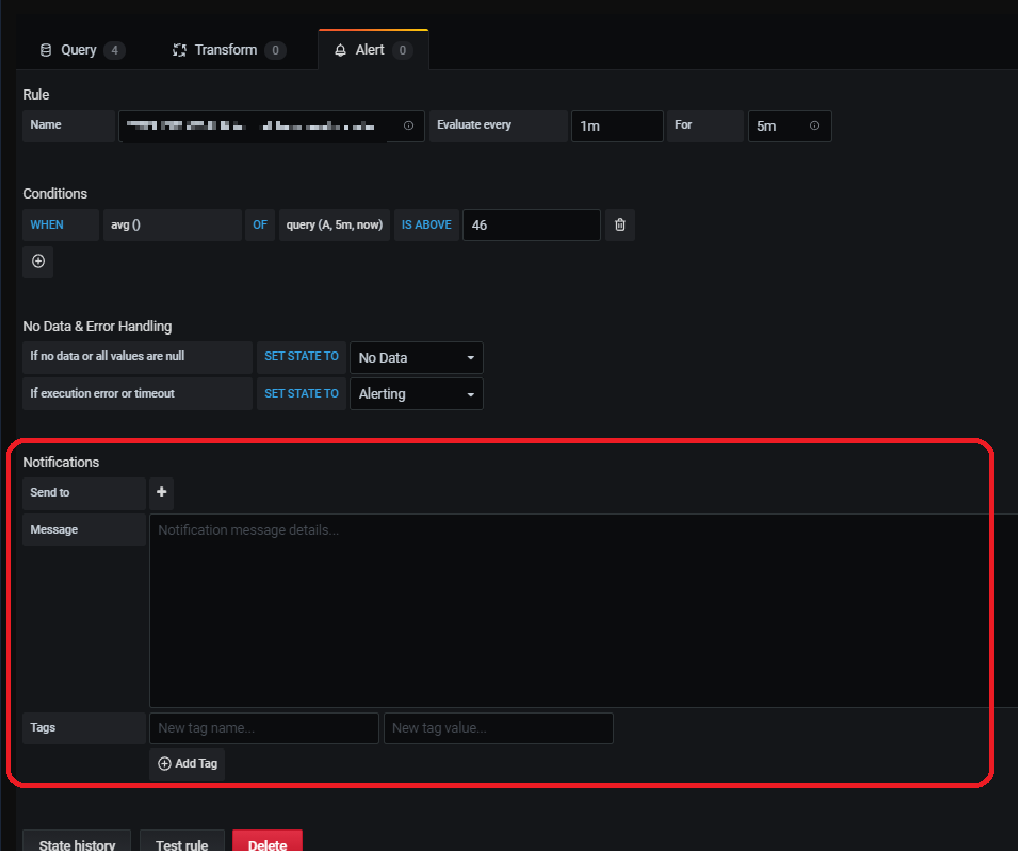 Query 4 Transform 0 Alert 0
Rule
Name Evaluate every 1m For 5m
Conditions
WHEN avg () OF query (A, 5m, now) IS ABOVE 46
No Data & Error Handling
If no data or all values are null SET STATE TO No Data
If execution error or timeout SET STATE TO Alerting
Notifications
Send to +
Message Notification message details...
Tags New tag name... New tag value...
Add Tag
State history Test rule Delete